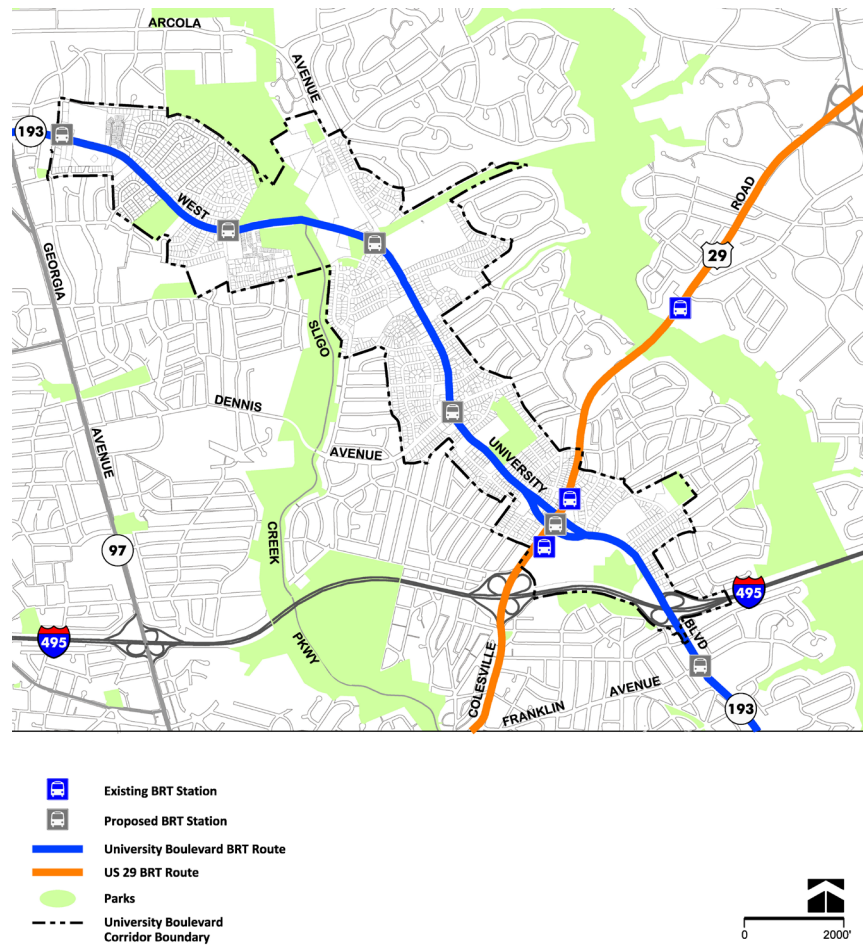 ARCOLA
AVENUE
193
WEST
ROAD
29
GEORGIA
SLIGO
DENNIS
AVENUE
AVENUE
UNIVERSITY
97
CREEK
495
495
PKWY
BLVD
COLESVILLE
FRANKLIN AVENUE
193
Existing BRT Station
Proposed BRT Station
University Boulevard BRT Route
US 29 BRT Route
Parks
University Boulevard
Corridor Boundary
0 2000'